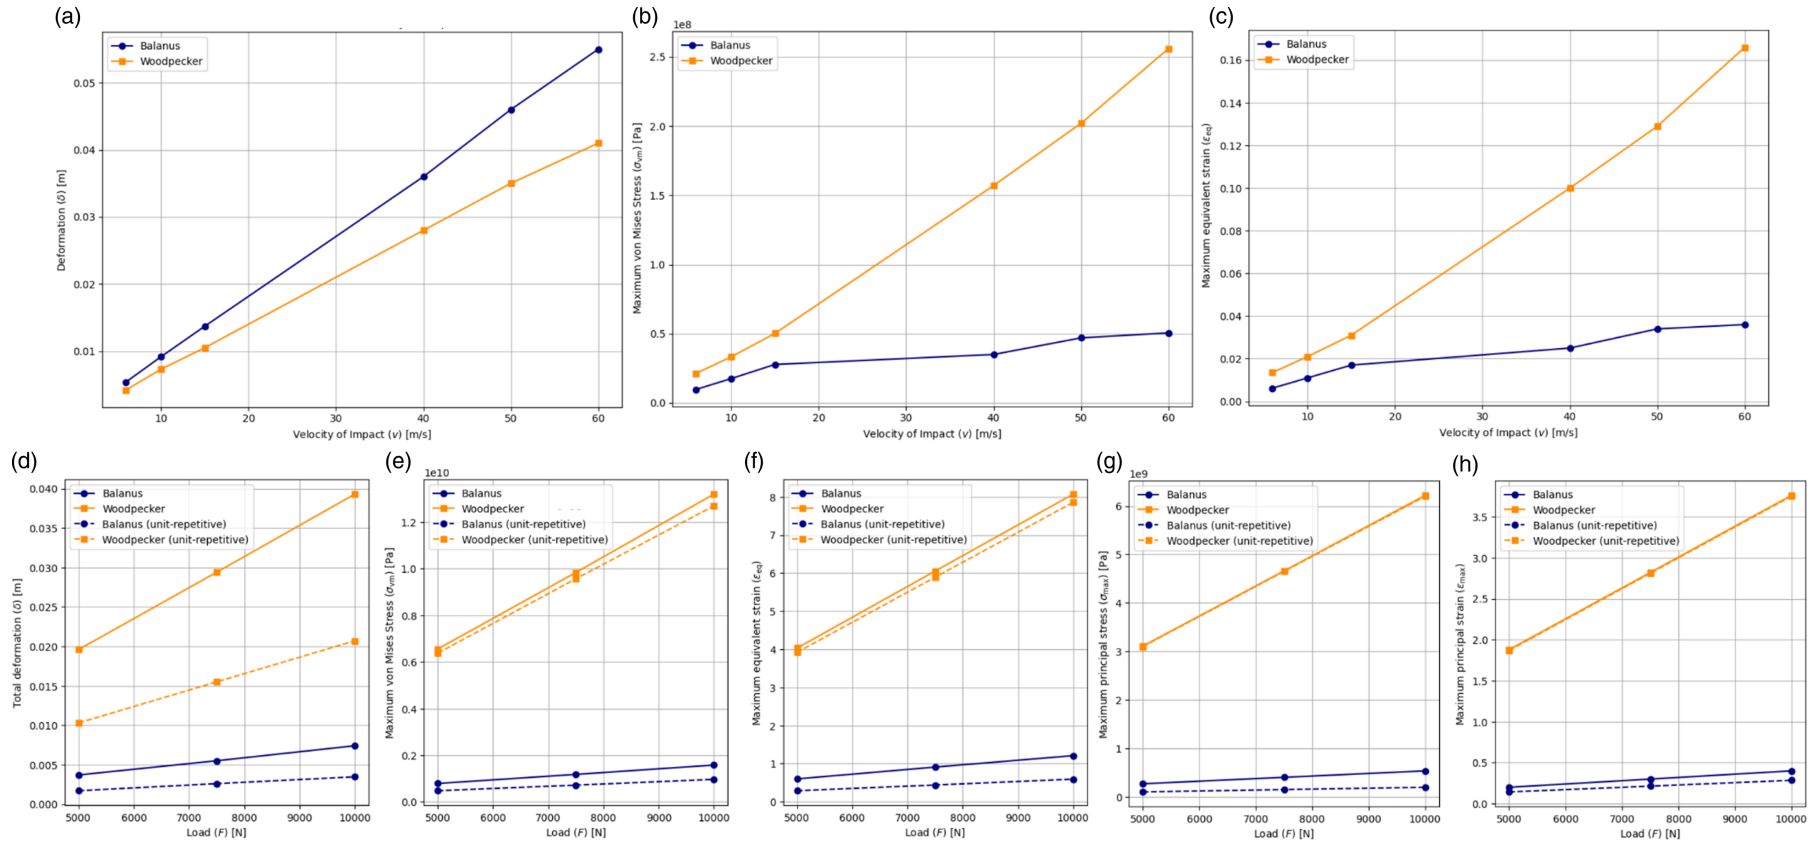 (a)
Balanus
Woodpecker
0.05
0.04
0.03
0.02
0.01
Deformation (δ) [m]
10 20 30 40 50 60
Velocity of Impact (v) [m/s]
(b)
1e8
Balanus
Woodpecker
2.5
2.0
1.5
1.0
0.5
0.0
Maximum von Mises Stress (σvm) [Pa]
10 20 30 40 50 60
Velocity of Impact (v) [m/s]
(c)
Balanus
Woodpecker
0.16
0.14
0.12
0.10
0.08
0.06
0.04
0.02
0.00
Maximum equivalent strain (εeq)
10 20 30 40 50 60
Velocity of Impact (v) [m/s]
(d)
Balanus
Woodpecker
Balanus (unit-repetitive)
Woodpecker (unit-repetitive)
0.040
0.035
0.030
0.025
0.020
0.015
0.010
0.005
0.000
Total deformation (δ) [m]
5000 6000 7000 8000 9000 10000
Load (F) [N]
(e)
1e10
Balanus
Woodpecker
Balanus (unit-repetitive)
Woodpecker (unit-repetitive)
1.2
1.0
0.8
0.6
0.4
0.2
0.0
Maximum von Mises Stress (σvm) [Pa]
5000 6000 7000 8000 9000 10000
Load (F) [N]
(f)
Balanus
Woodpecker
Balanus (unit-repetitive)
Woodpecker (unit-repetitive)
8
7
6
5
4
3
2
1
0
Maximum equivalent strain (εeq)
5000 6000 7000 8000 9000 10000
Load (F) [N]
(g)
1e9
Balanus
Woodpecker
Balanus (unit-repetitive)
Woodpecker (unit-repetitive)
6
5
4
3
2
1
0
Maximum principal stress (σmax) [Pa]
5000 6000 7000 8000 9000 10000
Load (F) [N]
(h)
Balanus
Woodpecker
Balanus (unit-repetitive)
Woodpecker (unit-repetitive)
3.5
3.0
2.5
2.0
1.5
1.0
0.5
0.0
Maximum principal strain (εmax)
5000 6000 7000 8000 9000 10000
Load (F) [N]